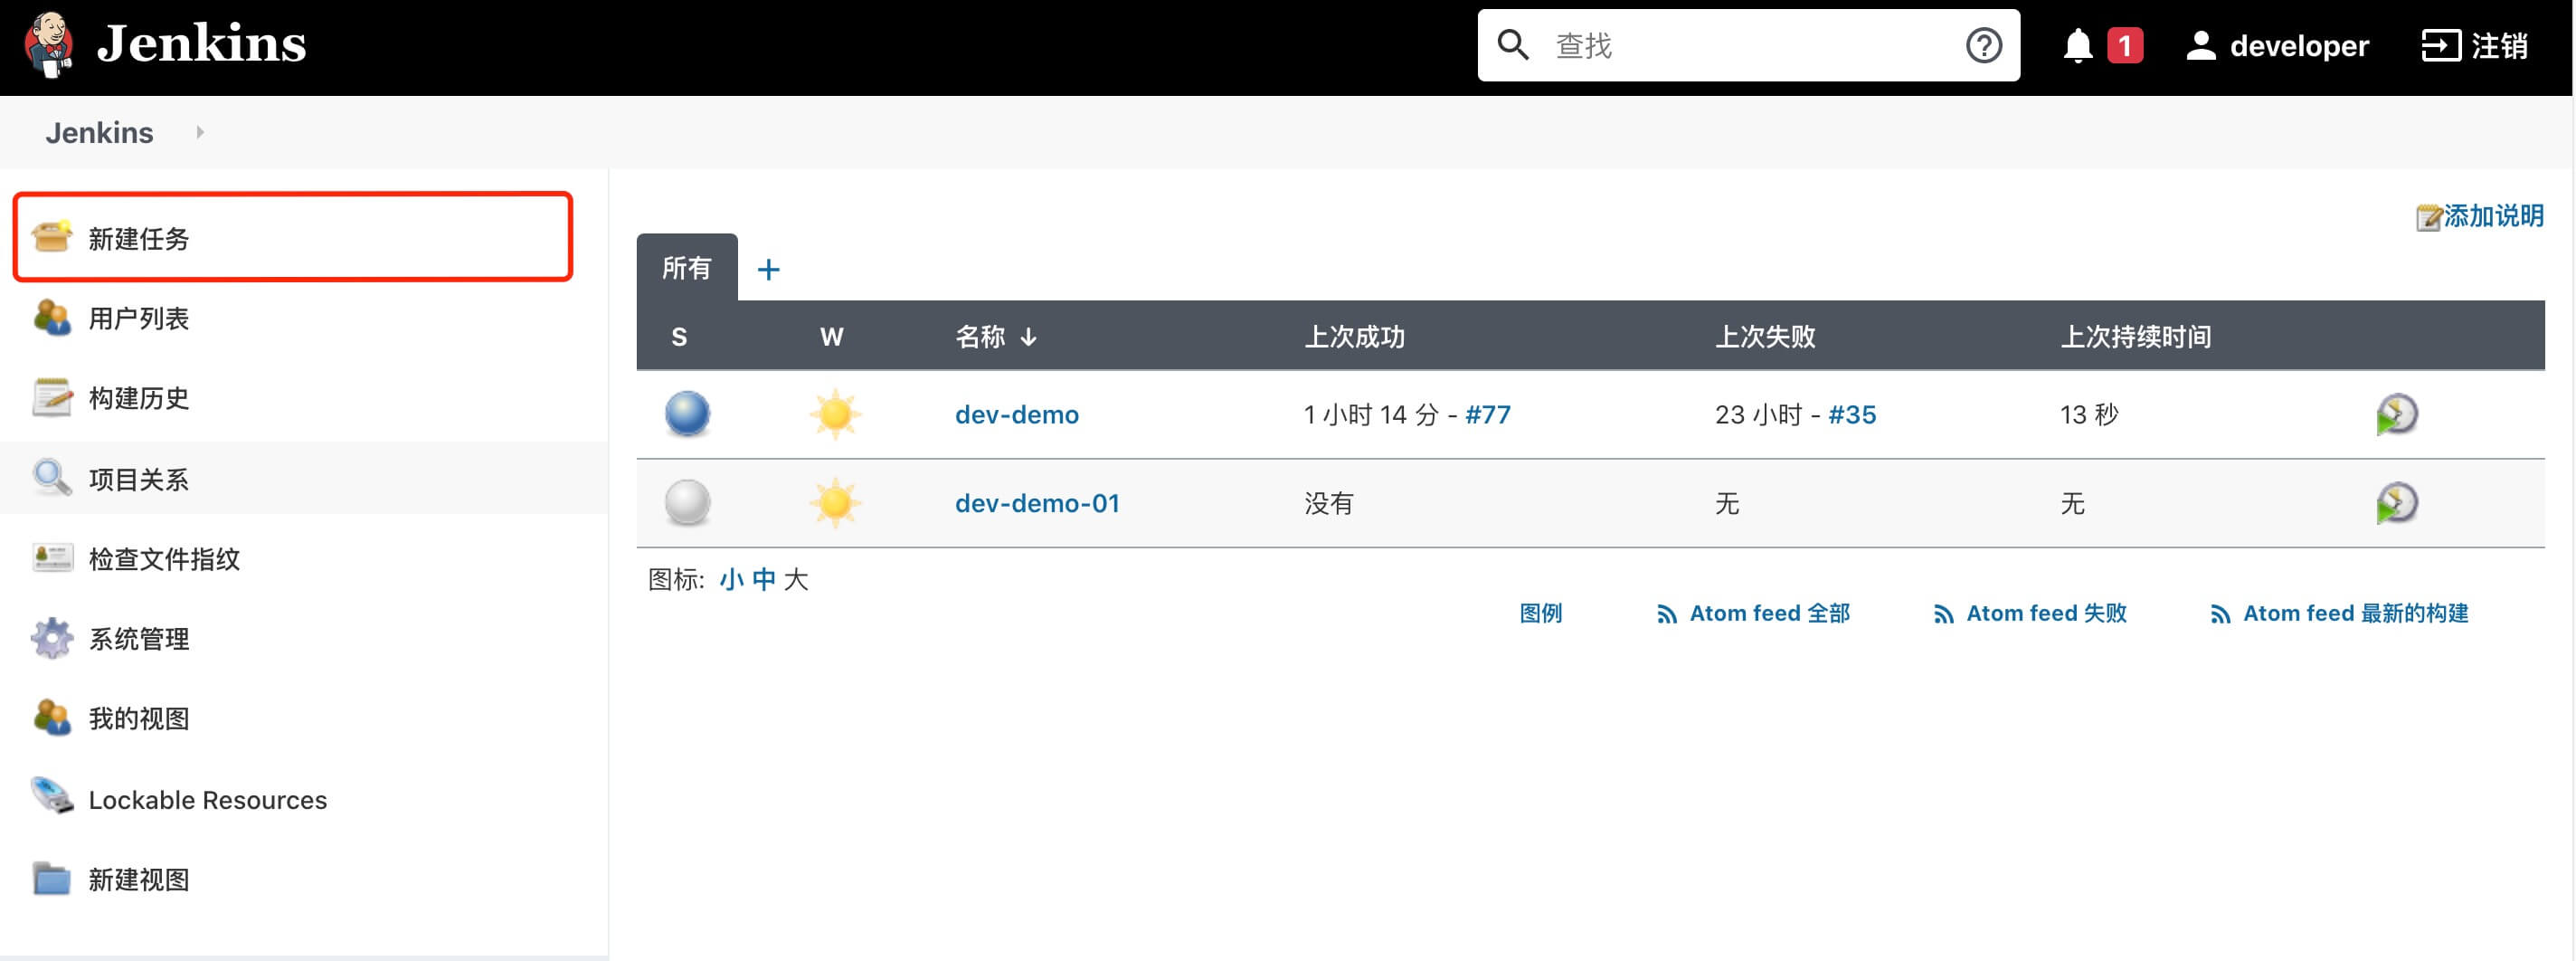 Jenkins
查找
1
developer
注销
Jenkins
新建任务
用户列表
构建历史
项目关系
检查文件指纹
系统管理
我的视图
Lockable Resources
新建视图
添加说明
所有 +
S W 名称 ↓ 上次成功 上次失败 上次持续时间
dev-demo 1 小时 14 分 - #77 23 小时 - #35 13 秒
dev-demo-01 没有 无 无
图标: 小 中 大
图例 Atom feed 全部 Atom feed 失败 Atom feed 最新的构建